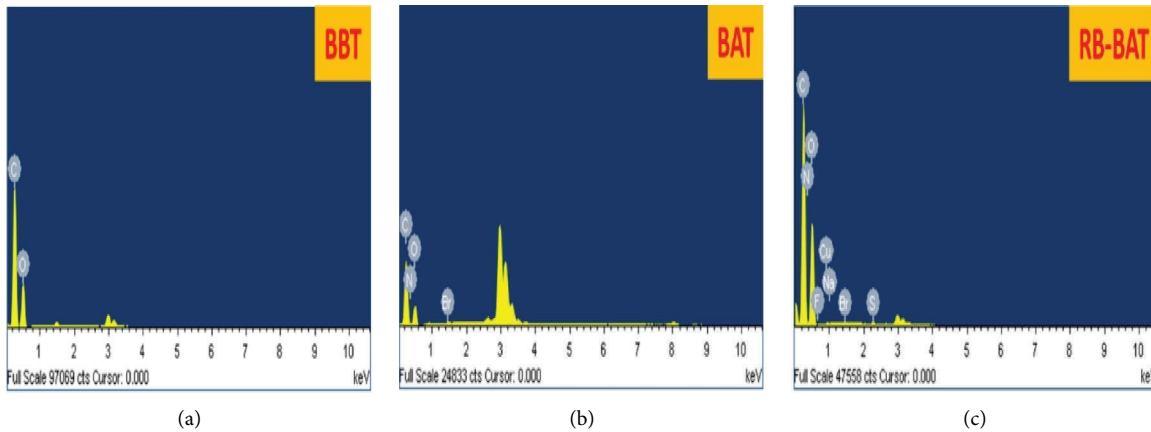 BBT
C
O
1 2 3 4 5 6 7 8 9 10
Full Scale 97069 cts Cursor: 0.000 keV
(a)
BAT
C
O
N
Br
1 2 3 4 5 6 7 8 9 10
Full Scale 24833 cts Cursor: 0.000 keV
(b)
RB-BAT
C
O
N
Cu
Na
F
Br
S
1 2 3 4 5 6 7 8 9 10
Full Scale 47558 cts Cursor: 0.000 ke
(c)